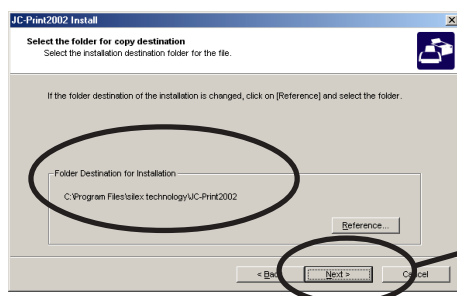 JC-Print2002 Install
Select the folder for copy destination
Select the installation destination folder for the file.
If the folder destination of the installation is changed, click on [Reference] and select the folder.
Folder Destination for Installation
C:\Program Files\silex technology\JC-Print2002
Reference...
< Back Next > Cancel